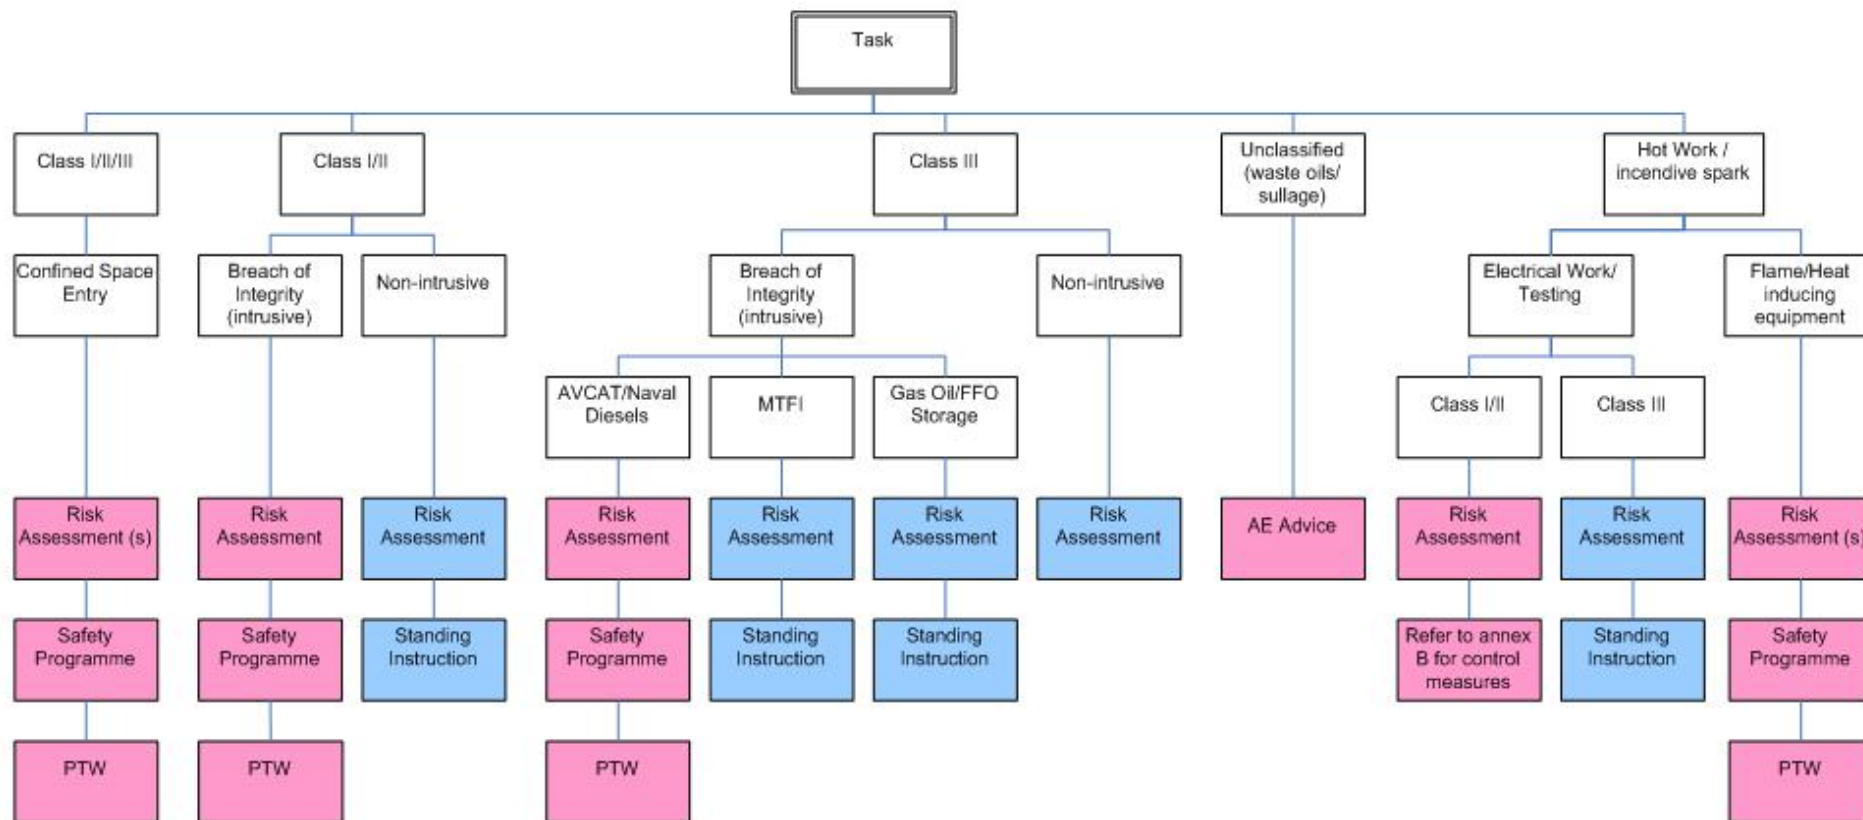 Task
Class I/II/III
Class I/II
Class III
Unclassified
(waste oils/
sullage)
Hot Work /
incendive spark
Confined Space
Entry
Breach of
Integrity
(intrusive)
Non-intrusive
Breach of
Integrity
(intrusive)
Non-intrusive
Electrical Work/
Testing
Flame/Heat
inducing
equipment
AVCAT/Naval
Diesels
MTFI
Gas Oil/FFO
Storage
Class I/II
Class III
Risk
Assessment (s)
Risk
Assessment
Risk
Assessment
Risk
Assessment
Risk
Assessment
Risk
Assessment
Risk
Assessment
AE Advice
Risk
Assessment
Risk
Assessment
Risk
Assessment (s)
Safety
Programme
Safety
Programme
Standing
Instruction
Safety
Programme
Standing
Instruction
Standing
Instruction
Refer to annex
B for control
measures
Standing
Instruction
Safety
Programme
PTW
PTW
PTW
PTW